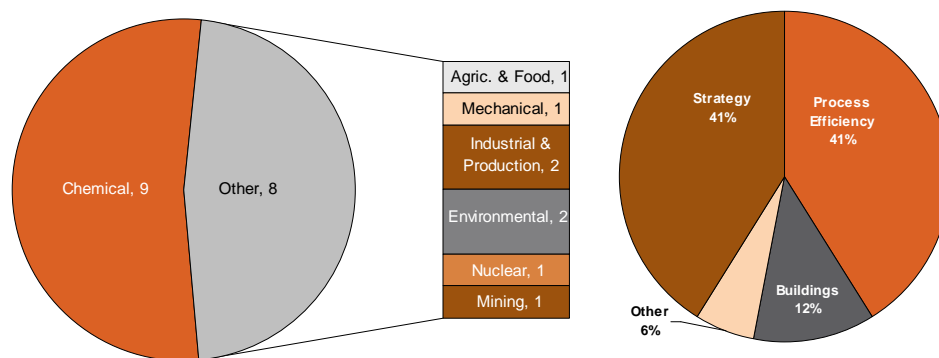 Chemical, 9
Other, 8
Agric. & Food, 1
Mechanical, 1
Industrial &
Production, 2
Environmental, 2
Nuclear, 1
Mining, 1
Strategy
41%
Process
Efficiency
41%
Buildings
12%
Other
6%